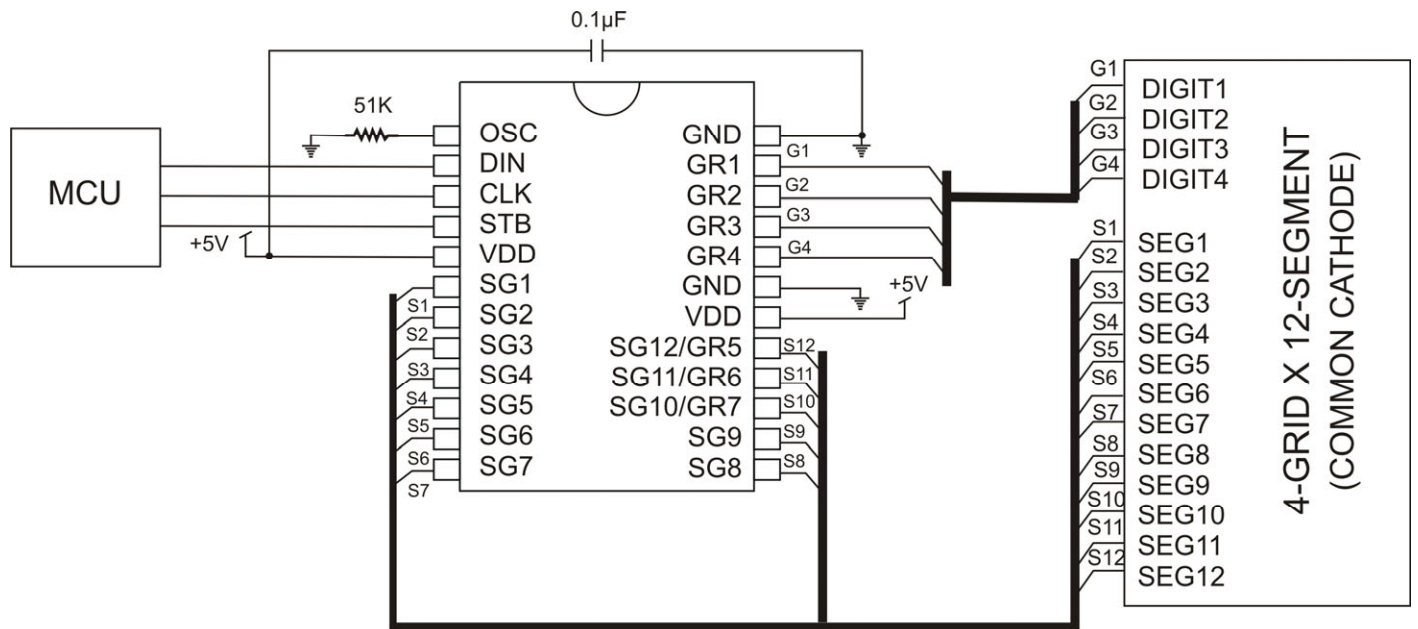 0.1µF
51K
MCU
+5V
OSC
DIN
CLK
STB
VDD
SG1
SG2
SG3
SG4
SG5
SG6
SG7
S1
S2
S3
S4
S5
S6
S7
GND
GR1
GR2
GR3
GR4
GND
VDD
SG12/GR5
SG11/GR6
SG10/GR7
SG9
SG8
G1
G2
G3
G4
+5V
S12
S11
S10
S9
S8
G1
G2
G3
G4
S1
S2
S3
S4
S5
S6
S7
S8
S9
S10
S11
S12
DIGIT1
DIGIT2
DIGIT3
DIGIT4
SEG1
SEG2
SEG3
SEG4
SEG5
SEG6
SEG7
SEG8
SEG9
SEG10
SEG11
SEG12
4-GRID X 12-SEGMENT
(COMMON CATHODE)